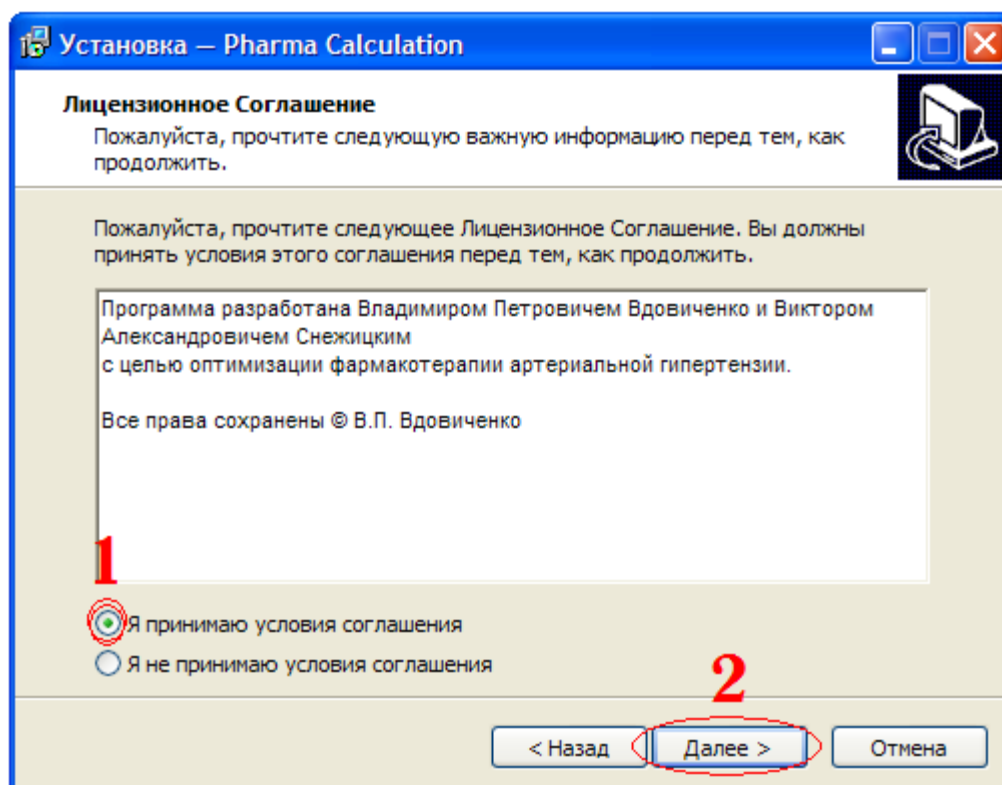 Установка — Pharma Calculation
Лицензионное Соглашение
Пожалуйста, прочтите следующую важную информацию перед тем, как
продолжить.
Пожалуйста, прочтите следующее Лицензионное Соглашение. Вы должны
принять условия этого соглашения перед тем, как продолжить.
Программа разработана Владимиром Петровичем Вдовиченко и Виктором
Александровичем Снежицким
с целью оптимизации фармакотерапии артериальной гипертензии.
Все права сохранены © В.П. Вдовиченко
1
Я принимаю условия соглашения
Я не принимаю условия соглашения
2
< Назад Далее > Отмена